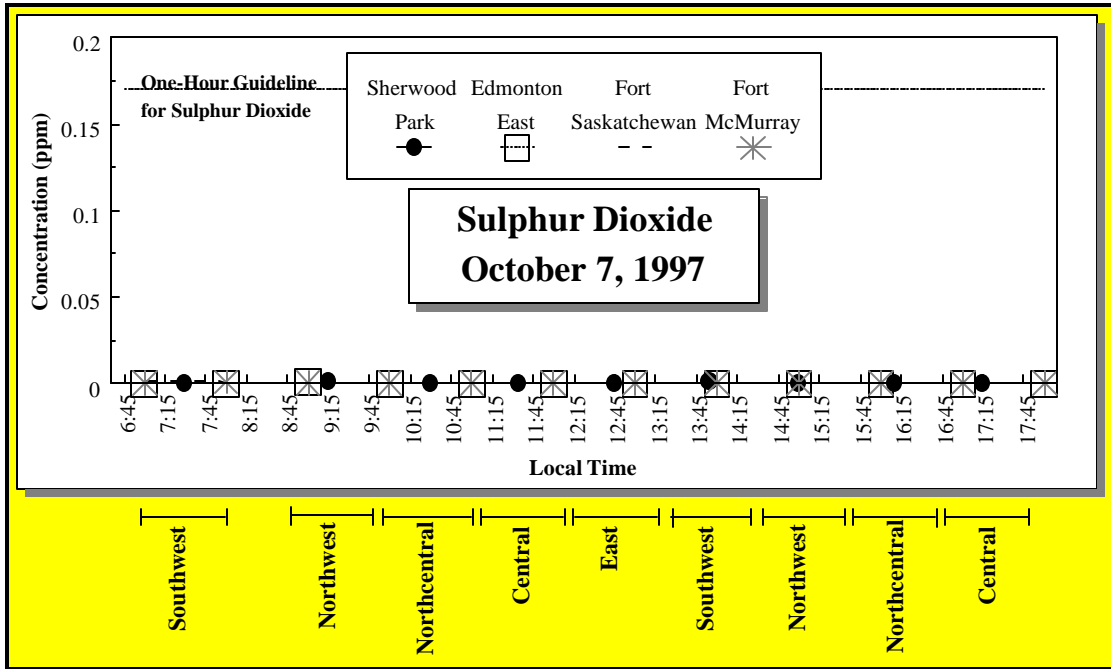 0.2
0.15
0.1
0.05
0
Concentration (ppm)
One-Hour Guideline
for Sulphur Dioxide
Sherwood Edmonton Fort Fort
Park East Saskatchewan McMurray
Sulphur Dioxide
October 7, 1997
6:45 7:15 7:45 8:15 8:45 9:15 9:45 10:15 10:45 11:15 11:45 12:15 12:45 13:15 13:45 14:15 14:45 15:15 15:45 16:15 16:45 17:15 17:45
Local Time
Southwest Northwest Northcentral Central East Southwest Northwest Northcentral Central